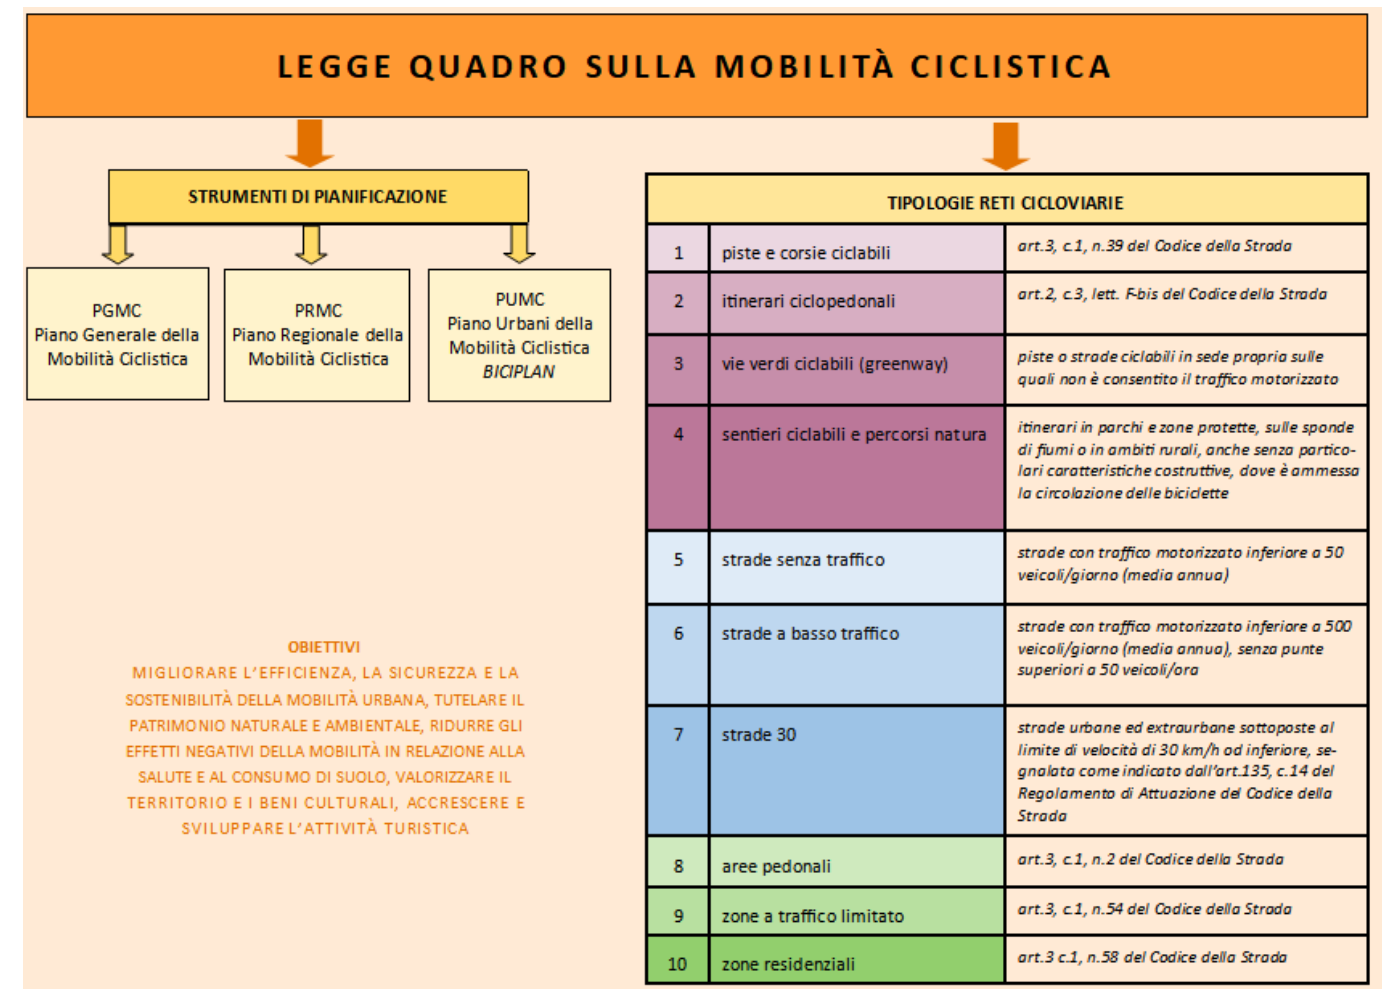 LEGGE QUADRO SULLA MOBILITÀ CICLISTICA
STRUMENTI DI PIANIFICAZIONE
PGMC
Piano Generale della
Mobilità Ciclistica
PRMC
Piano Regionale della
Mobilità Ciclistica
PUMC
Piano Urbani della
Mobilità Ciclistica
BICIPLAN
OBIETTIVI
MIGLIORARE L'EFFICIENZA, LA SICUREZZA E LA
SOSTENIBILITÀ DELLA MOBILITÀ URBANA, TUTELARE IL
PATRIMONIO NATURALE E AMBIENTALE, RIDURRE GLI
EFFETTI NEGATIVI DELLA MOBILITÀ IN RELAZIONE ALLA
SALUTE E AL CONSUMO DI SUOLO, VALORIZZARE IL
TERRITORIO E I BENI CULTURALI, ACCRESCERE E
SVILUPPARE L'ATTIVITÀ TURISTICA
TIPOLOGIE RETI CICLOVIARIE
1 piste e corsie ciclabili art.3, c.1, n.39 del Codice della Strada
2 itinerari ciclopedonali art.2, c.3, lett. F-bis del Codice della Strada
3 vie verdi ciclabili (greenway) piste o strade ciclabili in sede propria sulle
quali non è consentito il traffico motorizzato
4 sentieri ciclabili e percorsi natura itinerari in parchi e zone protette, sulle sponde
di fiumi o in ambiti rurali, anche senza partico-
lari caratteristiche costruttive, dove è ammessa
la circolazione delle biciclette
5 strade senza traffico strade con traffico motorizzato inferiore a 50
veicoli/giorno (media annua)
6 strade a basso traffico strade con traffico motorizzato inferiore a 500
veicoli/giorno (media annua), senza punte
superiori a 50 veicoli/ora
7 strade 30 strade urbane ed extraurbane sottoposte al
limite di velocità di 30 km/h od inferiore, se-
gnalata come indicato dall'art.135, c.14 del
Regolamento di Attuazione del Codice della
Strada
8 aree pedonali art.3, c.1, n.2 del Codice della Strada
9 zone a traffico limitato art.3, c.1, n.54 del Codice della Strada
10 zone residenziali art.3 c.1, n.58 del Codice della Strada